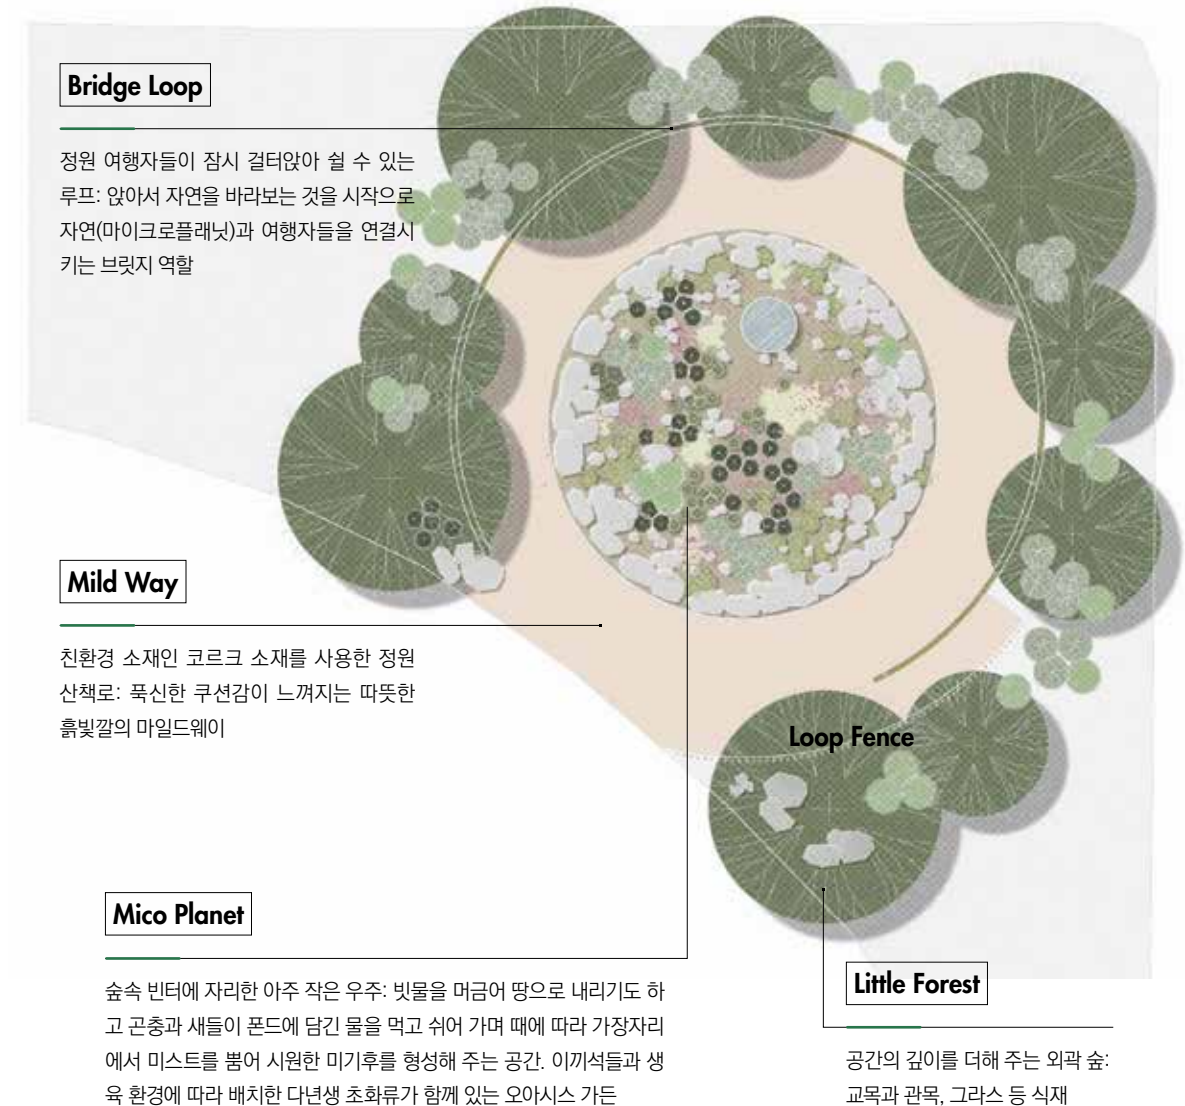 Bridge Loop
정원 여행자들이 잠시 걸터앉아 쉴 수 있는
루프: 앉아서 자연을 바라보는 것을 시작으로
자연(마이크로플래닛)과 여행자들을 연결시
키는 브릿지 역할
Mild Way
친환경 소재인 코르크 소재를 사용한 정원
산책로: 푹신한 쿠션감이 느껴지는 따뜻한
흙빛깔의 마일드웨이
Loop Fence
Mico Planet
숲속 빈터에 자리한 아주 작은 우주: 빗물을 머금어 땅으로 내리기도 하
고 곤충과 새들이 폰드에 담긴 물을 먹고 쉬어 가며 때에 따라 가장자리
에서 미스트를 뿜어 시원한 미기후를 형성해 주는 공간. 이끼석들과 생
육 환경에 따라 배치한 다년생 초화류가 함께 있는 오아시스 가든
Little Forest
공간의 깊이를 더해 주는 외곽 숲:
교목과 관목, 그라스 등 식재